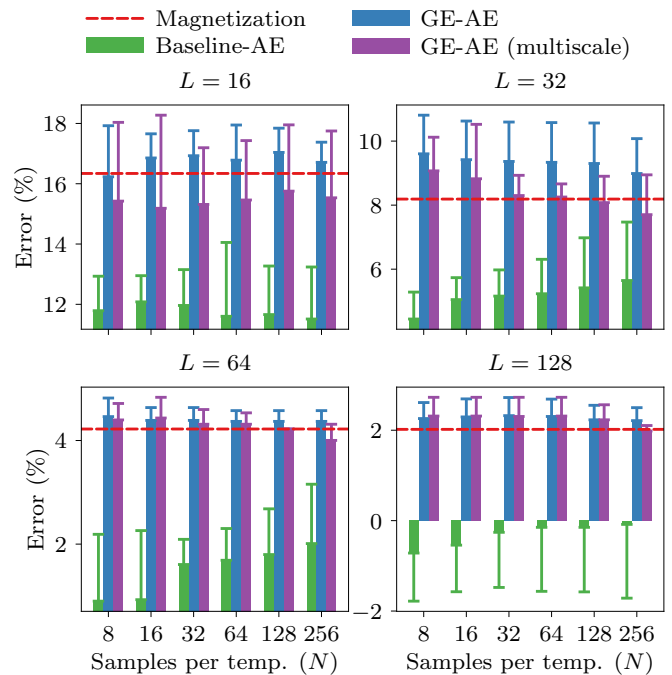 Magnetization
Baseline-AE
GE-AE
GE-AE (multiscale)
L = 16
L = 32
Error (%)
18
16
14
12
10
8
6
L = 64
L = 128
Error (%)
4
2
2
0
−2
8 16 32 64 128 256
8 16 32 64 128 256
Samples per temp. (N)
Samples per temp. (N)